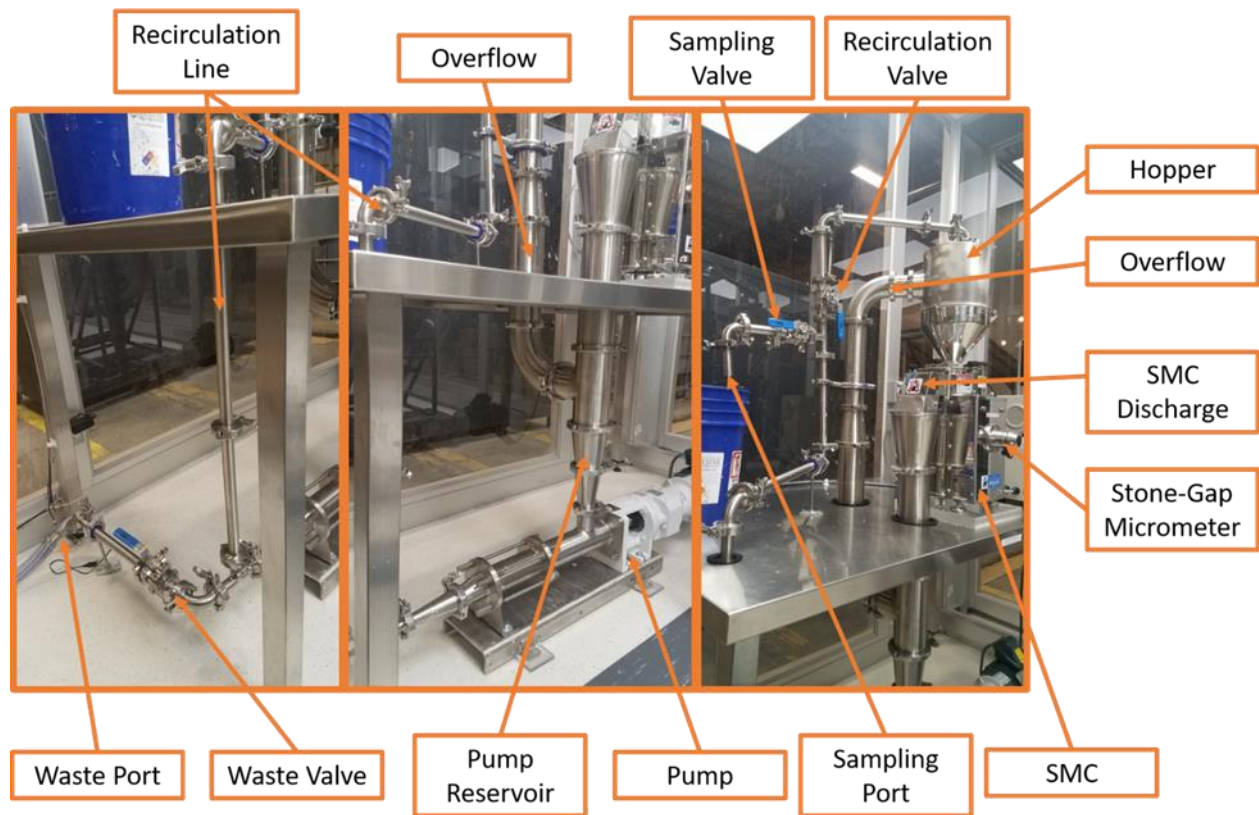 Recirculation
Line
Overflow
Sampling
Valve
Recirculation
Valve
Hopper
Overflow
SMC
Discharge
Stone-Gap
Micrometer
Waste Port
Waste Valve
Pump
Reservoir
Pump
Sampling
Port
SMC